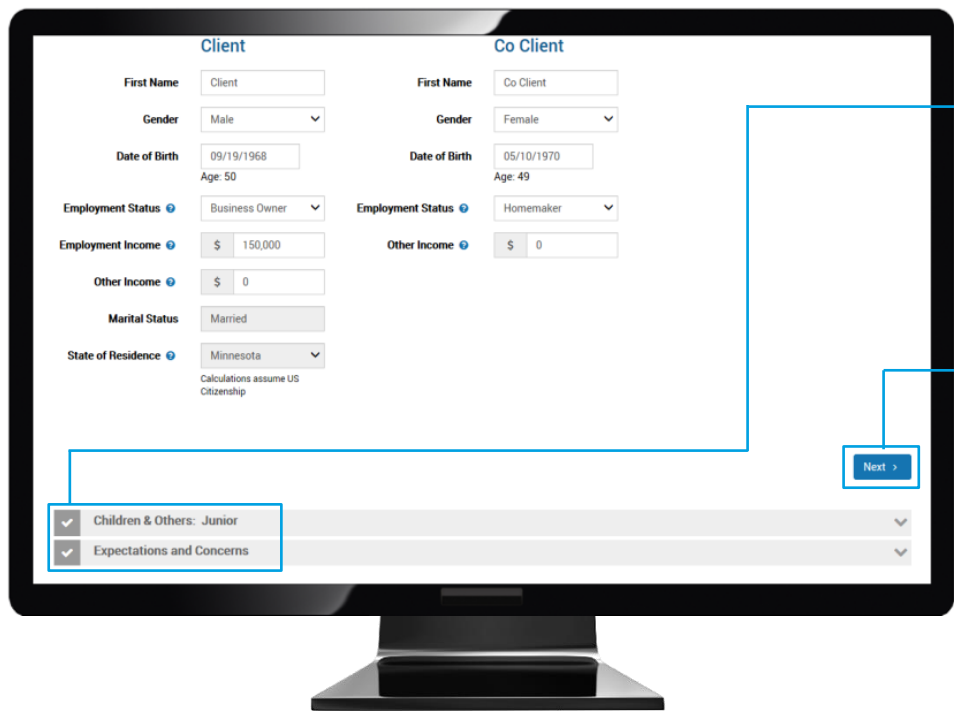 Client Co Client
First Name Client First Name Co Client
Gender Male Gender Female
Date of Birth 09/19/1968 Date of Birth 05/10/1970
Age: 50 Age: 49
Employment Status Business Owner Employment Status Homemaker
Employment Income $ 150,000 Other Income $ 0
Other Income $ 0
Marital Status Married
State of Residence Minnesota
Calculations assume US
Citizenship
Next >
Children & Others: Junior
Expectations and Concerns